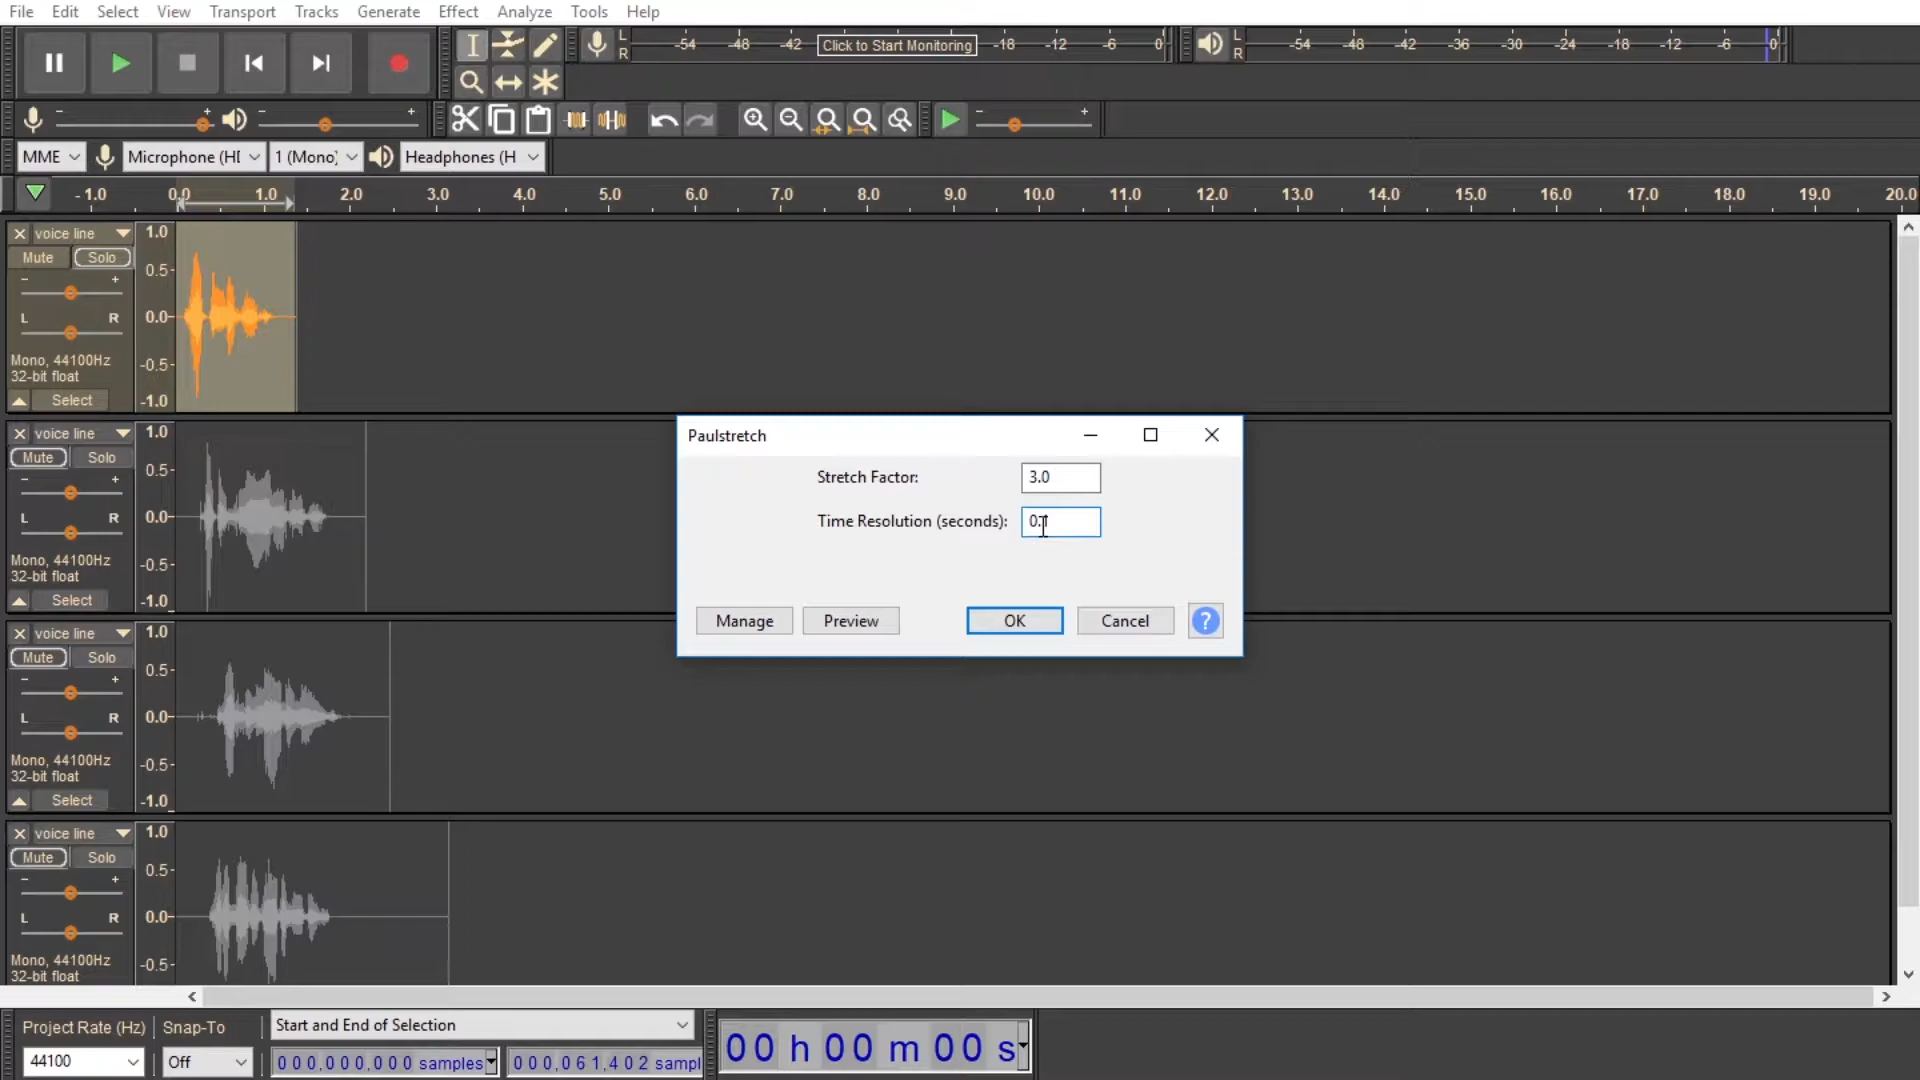 File Edit Select View Transport Tracks Generate Effect Analyze Tools Help
L R -54 -48 -42 Click to Start Monitoring -18 -12 -6 0
L R -54 -48 -42 -36 -30 -24 -18 -12 -6 0
MME Microphone (HI 1 (Mono) Headphones (H
-1.0 0.0 1.0 2.0 3.0 4.0 5.0 6.0 7.0 8.0 9.0 10.0 11.0 12.0 13.0 14.0 15.0 16.0 17.0 18.0 19.0 20.0
voice line
Mute Solo
- +
L R
Mono, 44100Hz
32-bit float
Select
1.0
0.5-
0.0-
-0.5-
-1.0
voice line
Mute Solo
- +
L R
Mono, 44100Hz
32-bit float
Select
1.0
0.5-
0.0-
-0.5-
-1.0
voice line
Mute Solo
- +
L R
Mono, 44100Hz
32-bit float
Select
1.0
0.5-
0.0-
-0.5-
-1.0
voice line
Mute Solo
- +
L R
Mono, 44100Hz
32-bit float
1.0
0.5-
0.0-
-0.5-
Paulstretch
Stretch Factor: 3.0
Time Resolution (seconds):
Manage Preview OK Cancel ?
Project Rate (Hz) Snap-To Start and End of Selection
44100 Off 000,000,000 samples 000,061,402 sampl
00 h 00 m 00 s